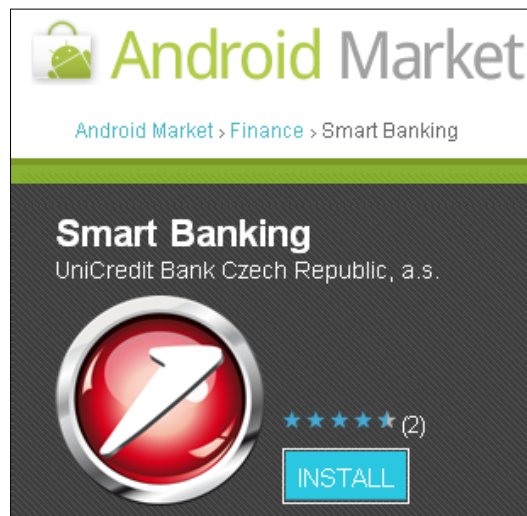 Android Market
Android Market › Finance › Smart Banking
Smart Banking
UniCredit Bank Czech Republic, a.s.
(2)
INSTALL